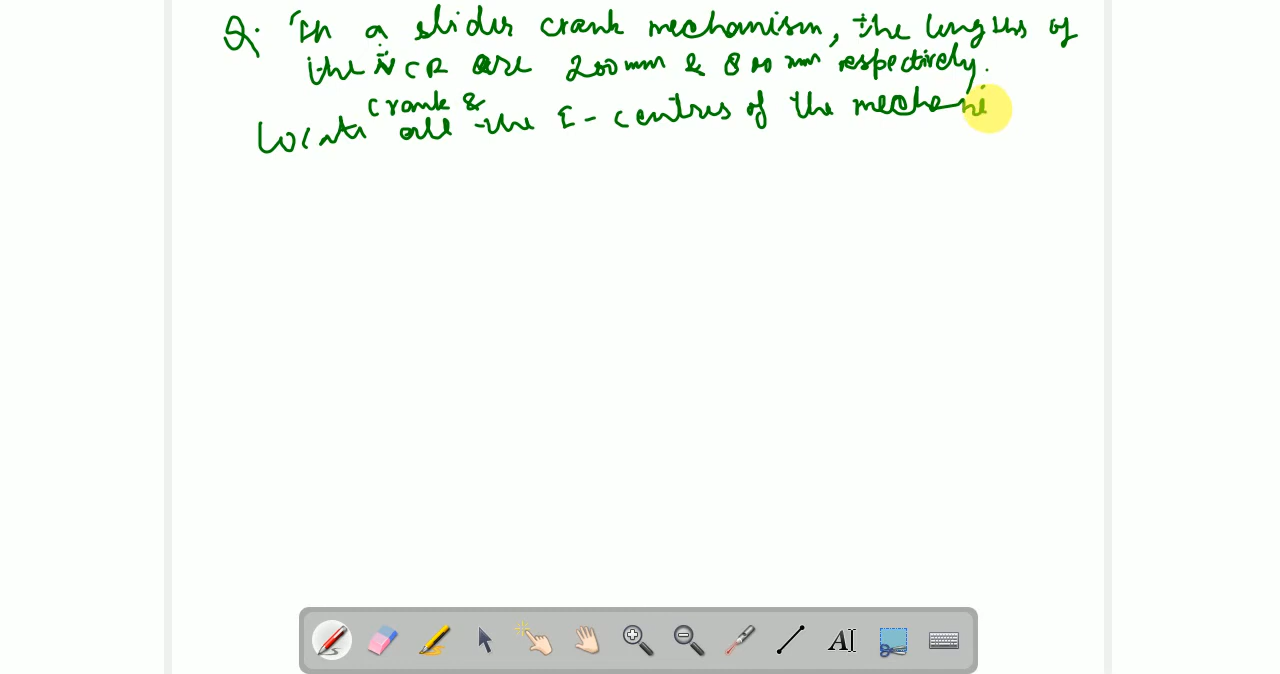 Q. In a slider crank mechanism, the lengths of
the crank & CR are 200 mm & 800 mm respectively.
Locate all the I-centres of the mechani